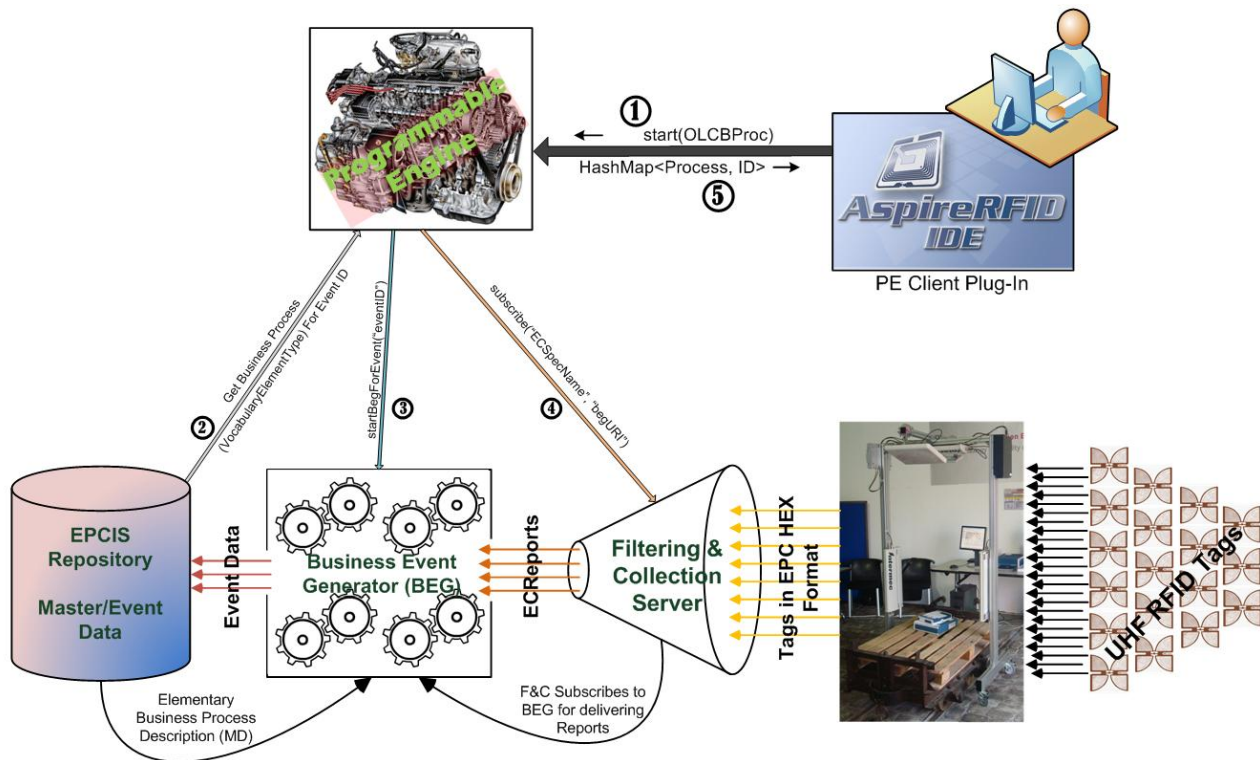 Programmable
Engine
①
start(OLCBProc)
HashMap<Process, ID>
⑤
AspireRFID
IDE
PE Client Plug-In
②
Get Business Process
(VocabularyElementType) For Event ID
startBegForEvent("eventID")
③
subscribe("ECSpecName", "begURI")
④
EPCIS
Repository
Master/Event
Data
Event Data
Business Event
Generator (BEG)
ECReports
Filtering &
Collection
Server
Tags in EPC HEX
Format
UHF RFID Tags
Elementary
Business Process
Description (MD)
F&C Subscribes to
BEG for delivering
Reports